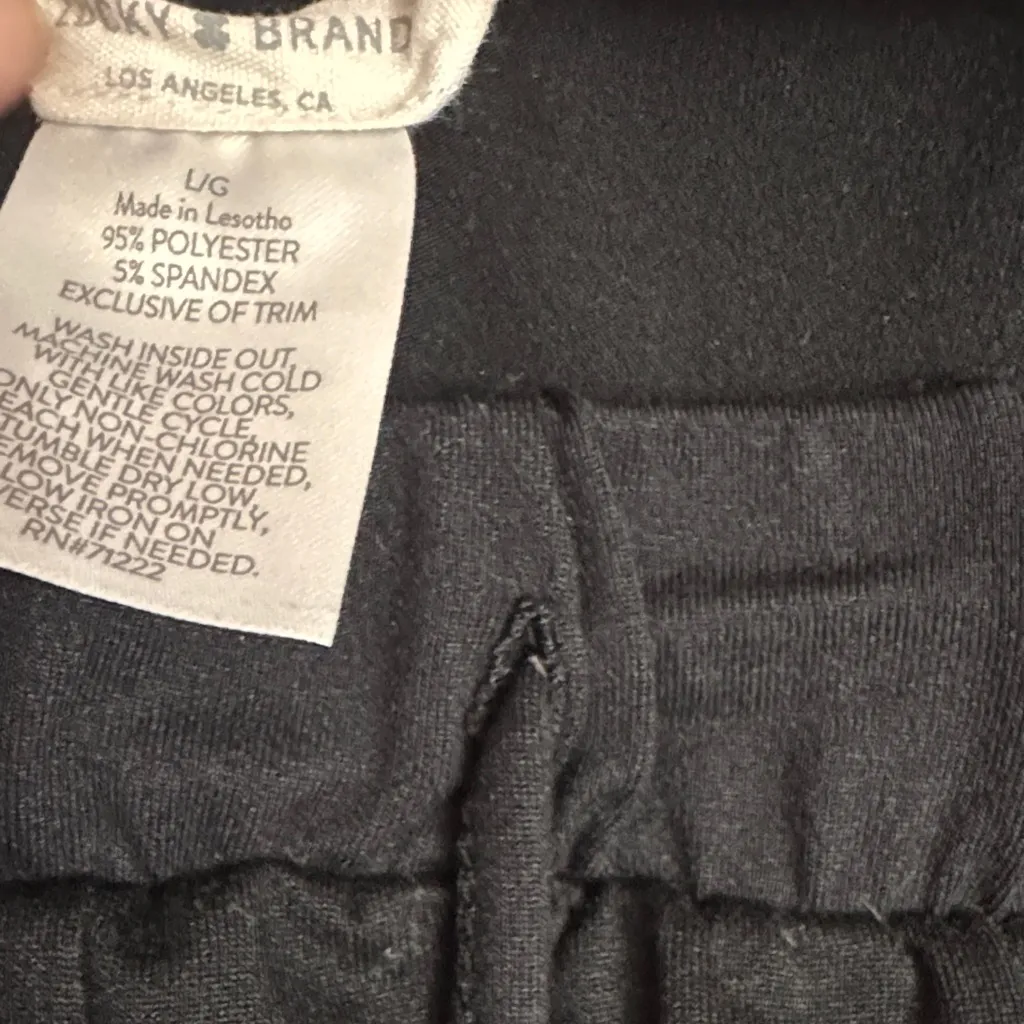 UCKY BRAND
LOS ANGELES, CA
L/G
Made in Lesotho
95% POLYESTER
5% SPANDEX
EXCLUSIVE OF TRIM
WASH INSIDE OUT,
MACHINE WASH COLD
WITH LIKE COLORS,
GENTLE CYCLE,
ONLY NON-CHLORINE
EACH WHEN NEEDED,
TUMBLE DRY LOW,
EMOVE PROMPTLY,
LOW IRON ON
VERSE IF NEEDED.
RN#71222